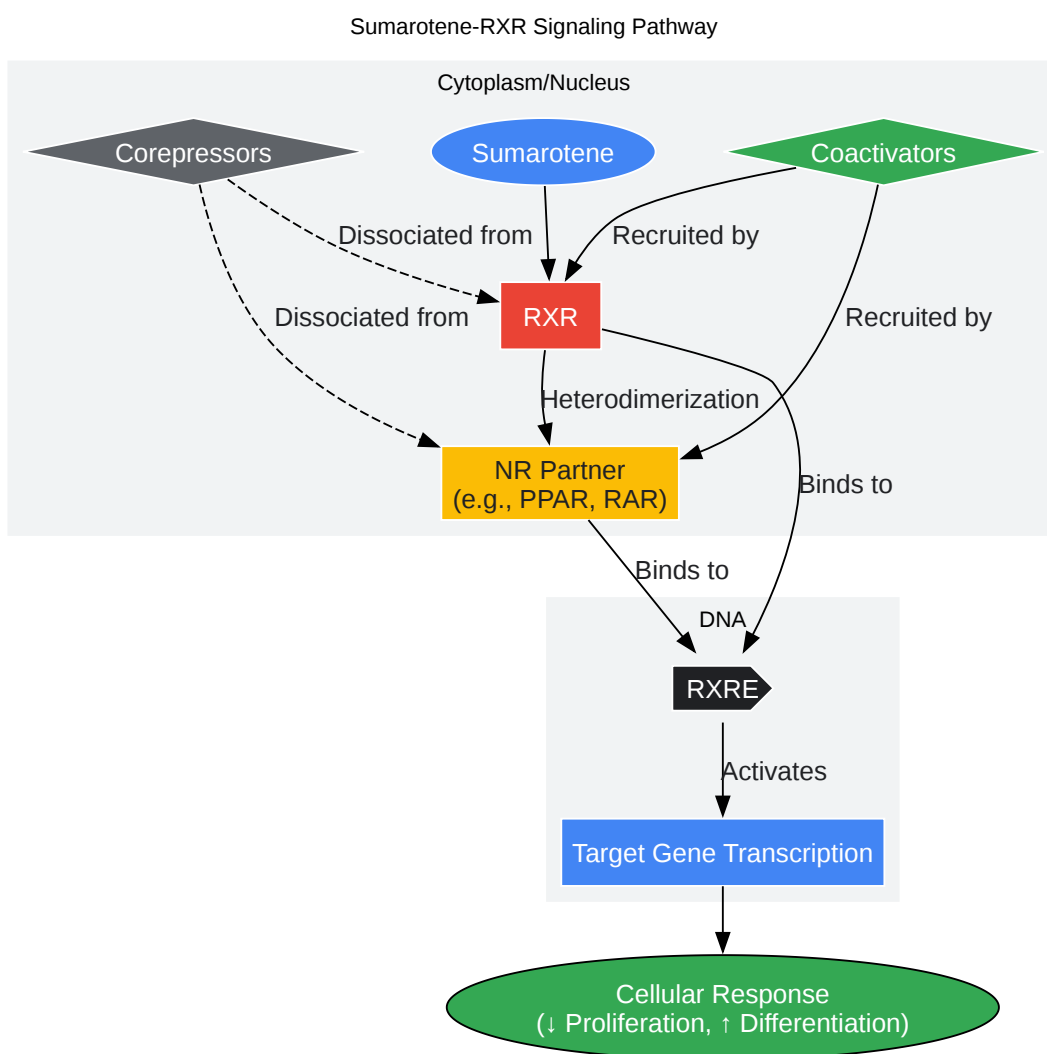 Sumarotene-RXR Signaling Pathway
Cytoplasm/Nucleus
Corepressors
Sumarotene
Coactivators
Dissociated from
Recruited by
Dissociated from
RXR
Recruited by
Heterodimerization
NR Partner
(e.g., PPAR, RAR)
Binds to
Binds to
DNA
RXRE
Activates
Target Gene Transcription
Cellular Response
(↓ Proliferation, ↑ Differentiation)